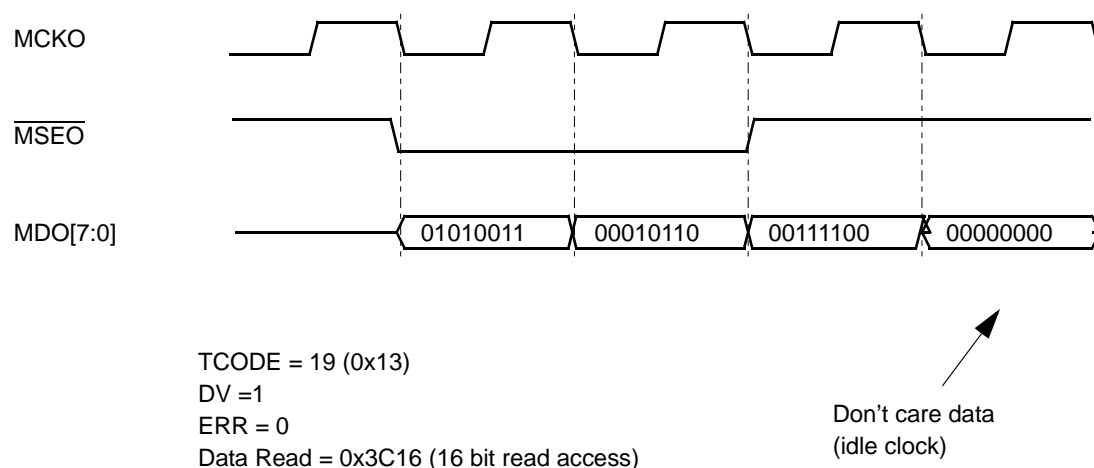 MCKO
MSEO
MDO[7:0]
01010011 00010110 00111100 00000000
TCODE = 19 (0x13)
DV =1
ERR = 0
Data Read = 0x3C16 (16 bit read access)
Don’t care data
(idle clock)